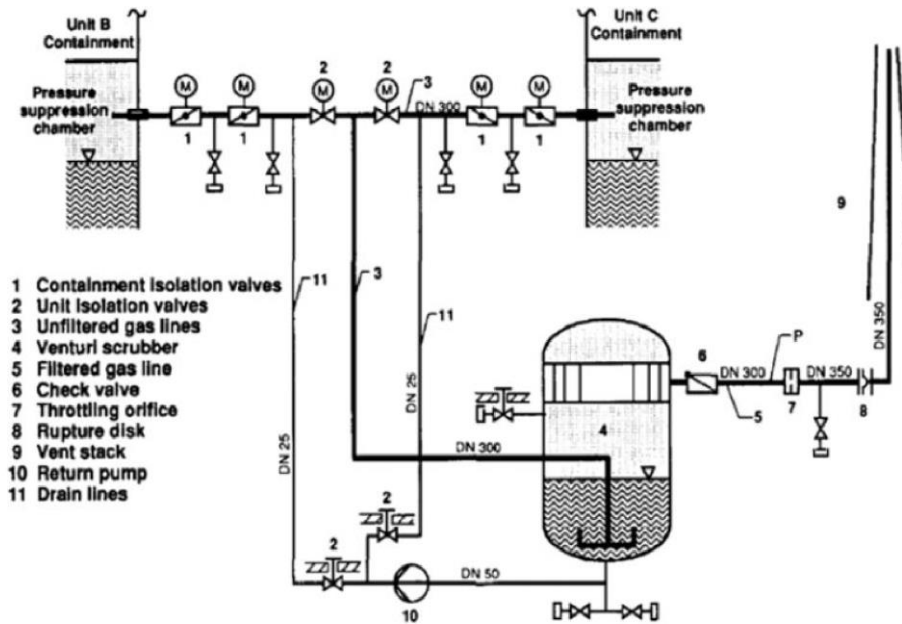 Unit B
Containment
Unit C
Containment
2
2
3
M
M
M
M
M
M
DN 300
Pressure
suppression
chamber
Pressure
suppression
chamber
1
1
1
1
9
11
3
11
1 Containment isolation valves
2 Unit isolation valves
3 Unfiltered gas lines
4 Venturi scrubber
5 Filtered gas line
6 Check valve
7 Throttling orifice
8 Rupture disk
9 Vent stack
10 Return pump
11 Drain lines
DN 25
DN 25
DN 350
6
P
DN 300
DN 350
5
7
8
4
DN 300
2
2
DN 50
10